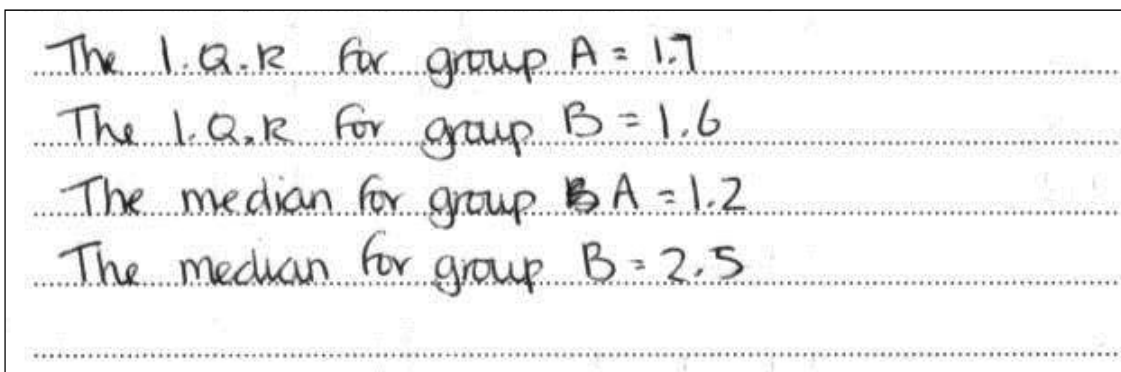 The I.Q.R for group A = 1.7
The I.Q.R for group B = 1.6
The median for group A = 1.2
The median for group B = 2.5